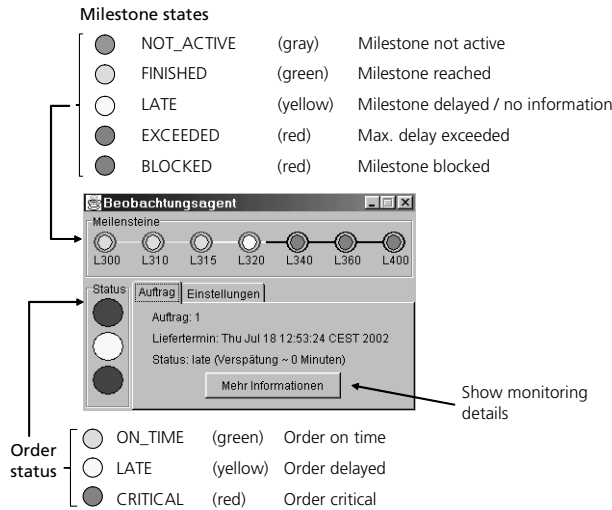 Milestone states
NOT_ACTIVE (gray) Milestone not active
FINISHED (green) Milestone reached
LATE (yellow) Milestone delayed / no information
EXCEEDED (red) Max. delay exceeded
BLOCKED (red) Milestone blocked
Beobachtungsagent
Meilensteine
L300 L310 L315 L320 L340 L360 L400
Status
Auftrag Einstellungen
Auftrag: 1
Liefertermin: Thu Jul 18 12:53:24 CEST 2002
Status: late (Verspätung ~ 0 Minuten)
Mehr Informationen
Show monitoring
details
Order
status
ON_TIME (green) Order on time
LATE (yellow) Order delayed
CRITICAL (red) Order critical